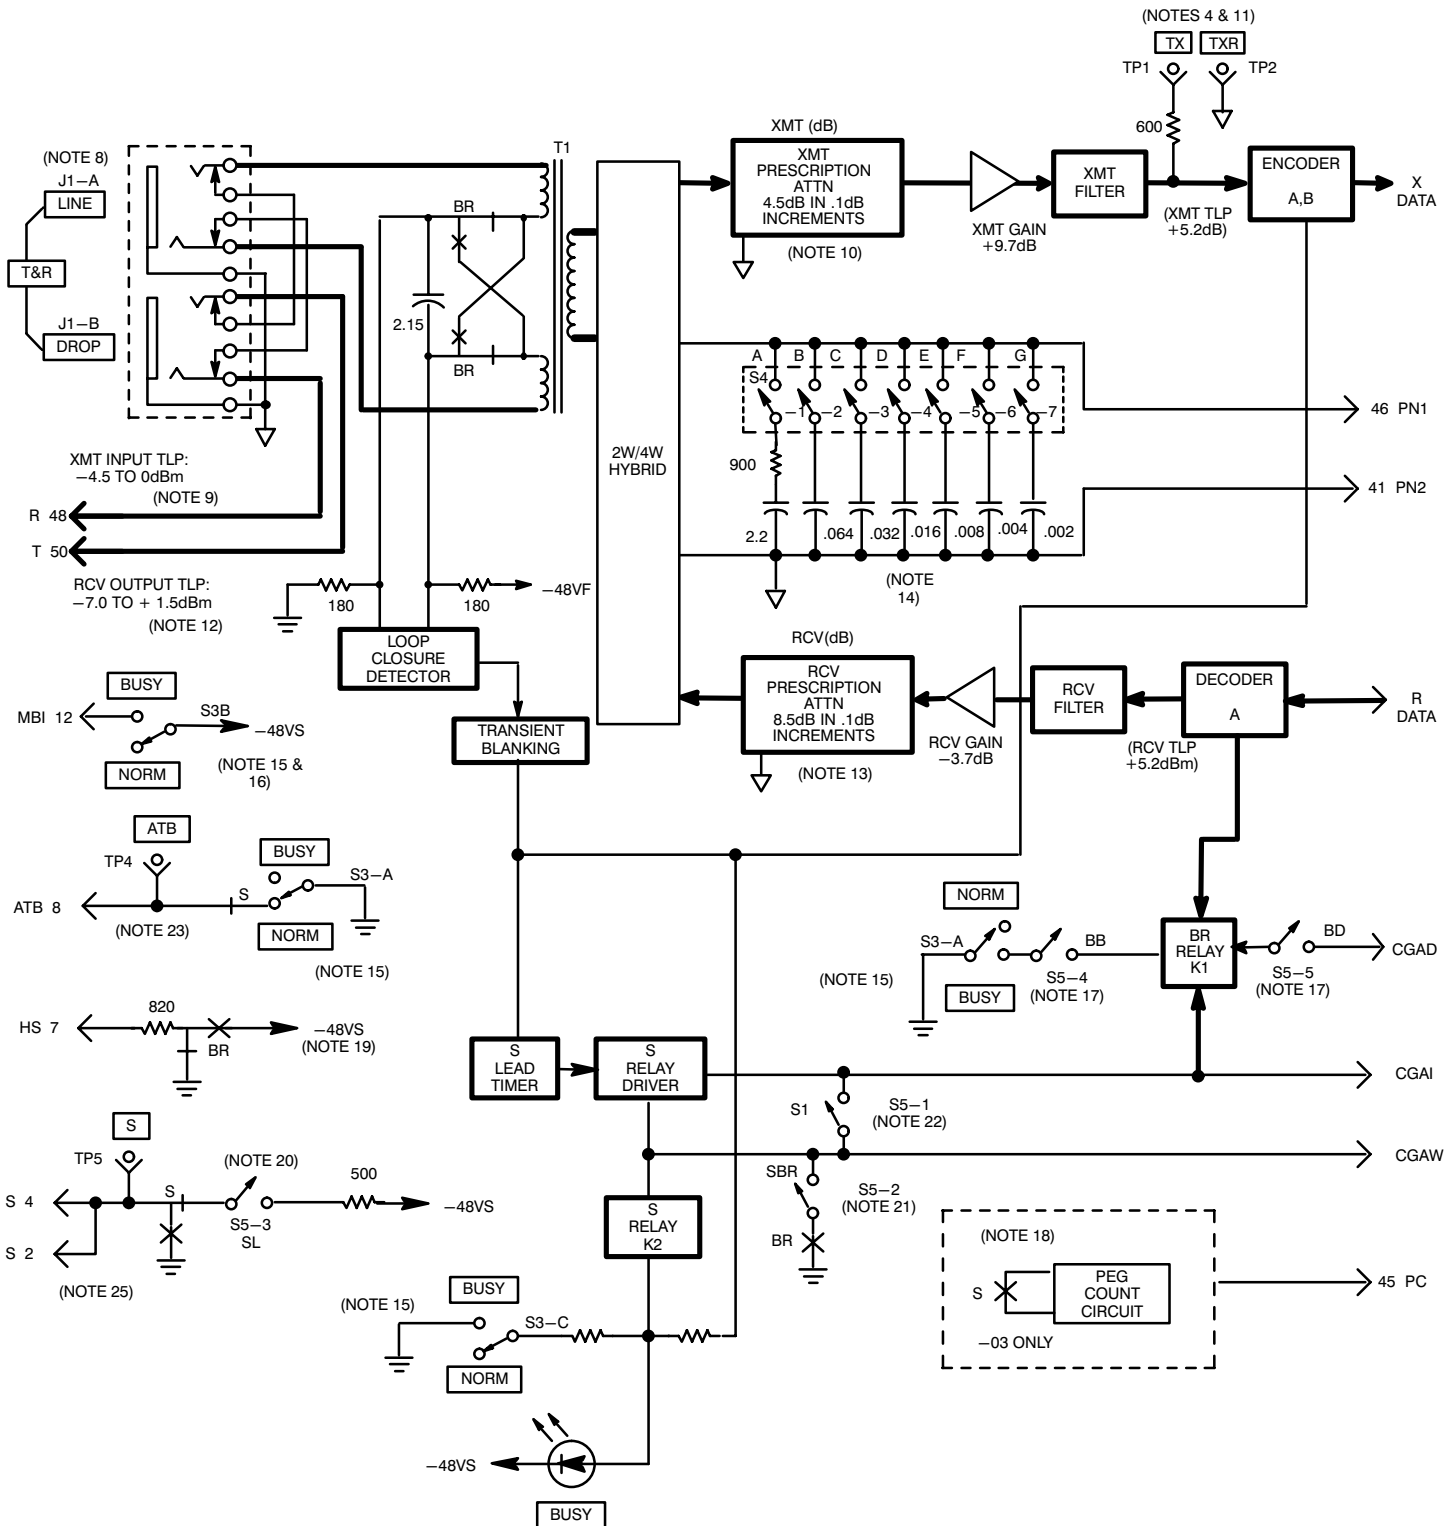 (NOTES 4 & 11)
TX TXR
TP1 TP2
600
(NOTE 8)
J1–A
LINE
T&R
J1–B
DROP
T1
BR
2.15
BR
XMT (dB)
XMT
PRESCRIPTION
ATTN
4.5dB IN .1dB
INCREMENTS
(NOTE 10)
XMT GAIN
+9.7dB
XMT
FILTER
(XMT TLP
+5.2dB)
ENCODER
A,B
X
DATA
A B C D E F G
S4
–1 –2 –3 –4 –5 –6 –7
900
2.2 .064 .032 .016 .008 .004 .002
(NOTE
14)
46 PN1
41 PN2
2W/4W
HYBRID
XMT INPUT TLP:
–4.5 TO 0dBm
(NOTE 9)
R 48
T 50
RCV OUTPUT TLP:
–7.0 TO + 1.5dBm
(NOTE 12)
180
180
–48VF
LOOP
CLOSURE
DETECTOR
TRANSIENT
BLANKING
RCV(dB)
RCV
PRESCRIPTION
ATTN
8.5dB IN .1dB
INCREMENTS
(NOTE 13)
RCV GAIN
–3.7dB
RCV
FILTER
DECODER
A
(RCV TLP
+5.2dBm)
R
DATA
BUSY
MBI 12
S3B
–48VS
NORM
(NOTE 15 &
16)
ATB
TP4
ATB 8
(NOTE 23)
S
BUSY
S3–A
NORM
(NOTE 15)
NORM
S3–A
BB
(NOTE 15)
BUSY
S5–4
(NOTE 17)
BR
RELAY
K1
BD
S5–5
(NOTE 17)
CGAD
HS 7
820
BR
–48VS
(NOTE 19)
S
LEAD
TIMER
S
RELAY
DRIVER
CGAI
S1
S5–1
(NOTE 22)
CGAW
SBR
S5–2
(NOTE 21)
BR
S
TP5
(NOTE 20)
500
S 4
S
S5–3
SL
–48VS
S 2
(NOTE 25)
S
RELAY
K2
(NOTE 18)
S
PEG
COUNT
CIRCUIT
–03 ONLY
45 PC
BUSY
(NOTE 15)
S3–C
NORM
–48VS
BUSY